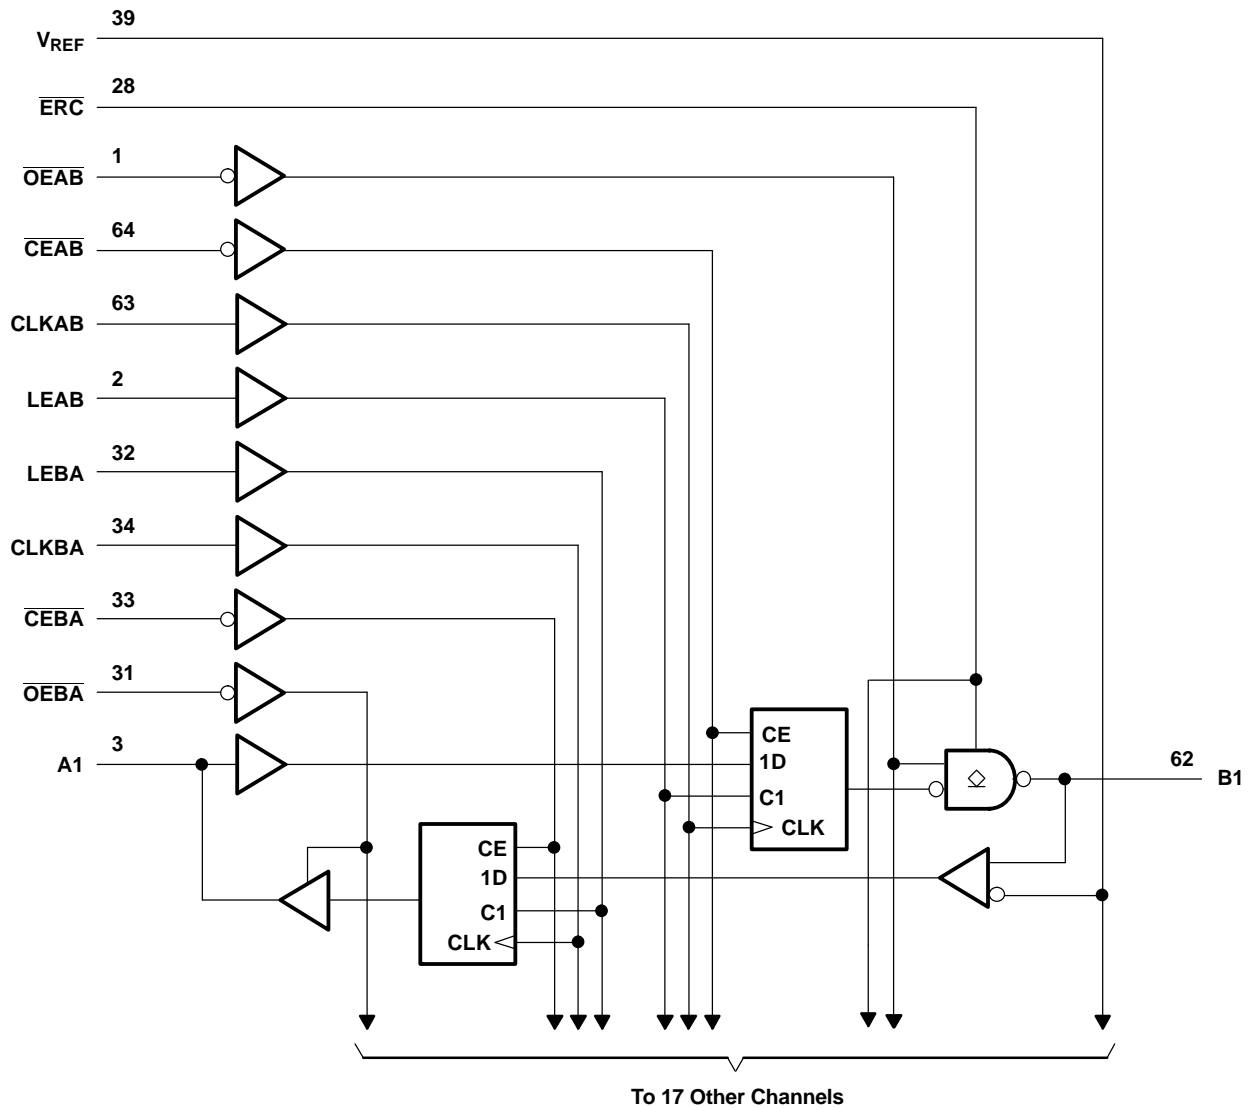 39
VREF
28
ERC
1
OEAB
64
CEAB
63
CLKAB
2
LEAB
32
LEBA
34
CLKBA
33
CEBA
31
OEBA
3
A1
CE
1D
C1
CLK
62
B1
CE
1D
C1
CLK
To 17 Other Channels